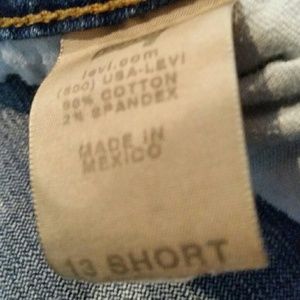 levi.com
(800) USA-LEVI
98% COTTON
2% SPANDEX
MADE IN
MEXICO
13 SHORT